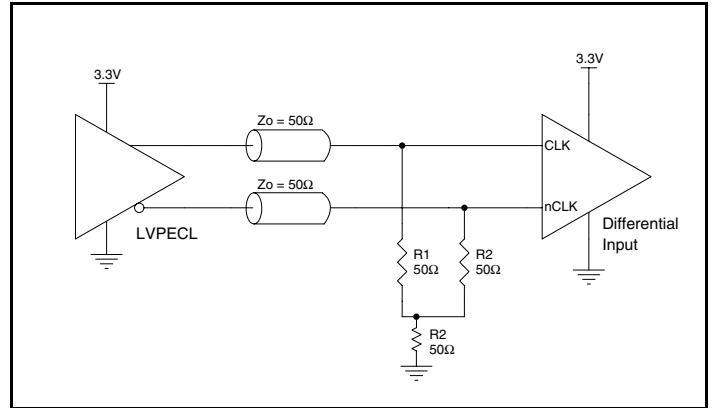 3.3V
3.3V
Zo = 50Ω
CLK
Zo = 50Ω
nCLK
LVPECL
Differential
Input
R1
50Ω
R2
50Ω
R2
50Ω